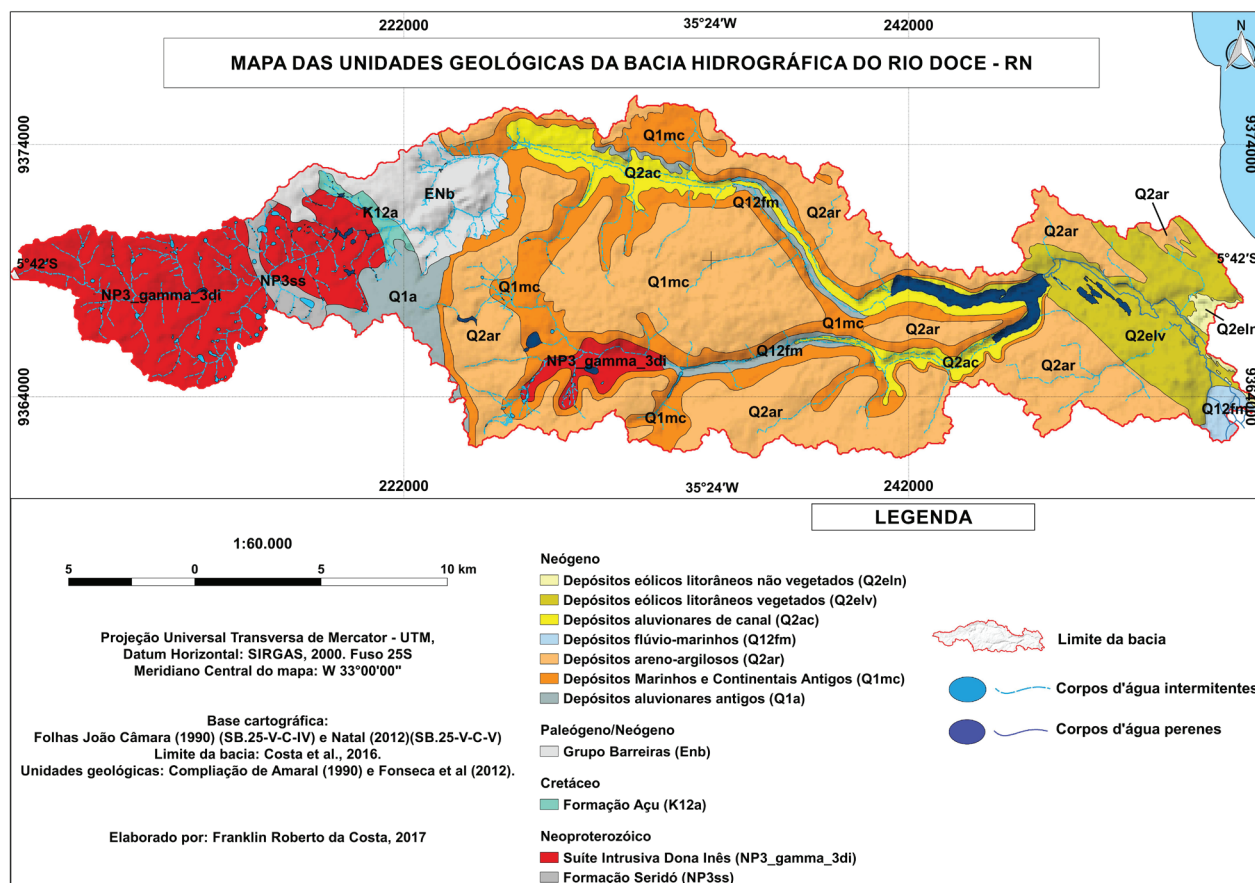 222000
35°24'W
242000
MAPA DAS UNIDADES GEOLÓGICAS DA BACIA HIDROGRÁFICA DO RIO DOCE - RN
N
9374000
9374000
Q1mc
Q2ac
ENb
Q12fm
Q2ar
K12a
Q2ar
Q2ar
5°42'S
5°42'S
NP3ss
NP3_gamma_3di
Q1a
Q1mc
Q1mc
Q1mc
Q2ar
Q2ar
Q2elv
Q2eln
Q12fm
NP3_gamma_3di
Q2ac
Q2ar
9364000
9364000
Q1mc
Q2ar
Q12fm
222000
35°24'W
242000
LEGENDA
1:60.000
5 0 5 10 km
Projeção Universal Transversa de Mercator - UTM,
Datum Horizontal: SIRGAS, 2000. Fuso 25S
Meridiano Central do mapa: W 33°00'00"
Base cartográfica:
Folhas João Câmara (1990) (SB.25-V-C-IV) e Natal (2012)(SB.25-V-C-V)
Limite da bacia: Costa et al., 2016.
Unidades geológicas: Compliação de Amaral (1990) e Fonseca et al (2012).
Elaborado por: Franklin Roberto da Costa, 2017
Neógeno
Depósitos eólicos litorâneos não vegetados (Q2eln)
Depósitos eólicos litorâneos vegetados (Q2elv)
Depósitos aluvionares de canal (Q2ac)
Depósitos flúvio-marinhos (Q12fm)
Depósitos areno-argilosos (Q2ar)
Depósitos Marinhos e Continentais Antigos (Q1mc)
Depósitos aluvionares antigos (Q1a)
Paleógeno/Neógeno
Grupo Barreiras (Enb)
Cretáceo
Formação Açu (K12a)
Neoproterozóico
Suíte Intrusiva Dona Inês (NP3_gamma_3di)
Formação Seridó (NP3ss)
Limite da bacia
Corpos d'água intermitentes
Corpos d'água perenes